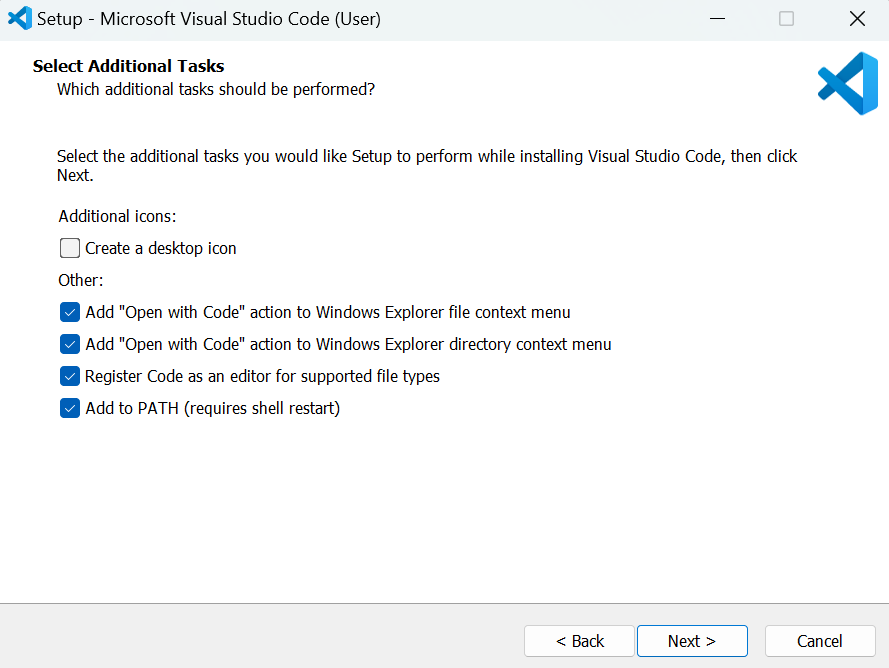 Setup - Microsoft Visual Studio Code (User)
Select Additional Tasks
Which additional tasks should be performed?
Select the additional tasks you would like Setup to perform while installing Visual Studio Code, then click
Next.
Additional icons:
Create a desktop icon
Other:
Add "Open with Code" action to Windows Explorer file context menu
Add "Open with Code" action to Windows Explorer directory context menu
Register Code as an editor for supported file types
Add to PATH (requires shell restart)
< Back Next > Cancel